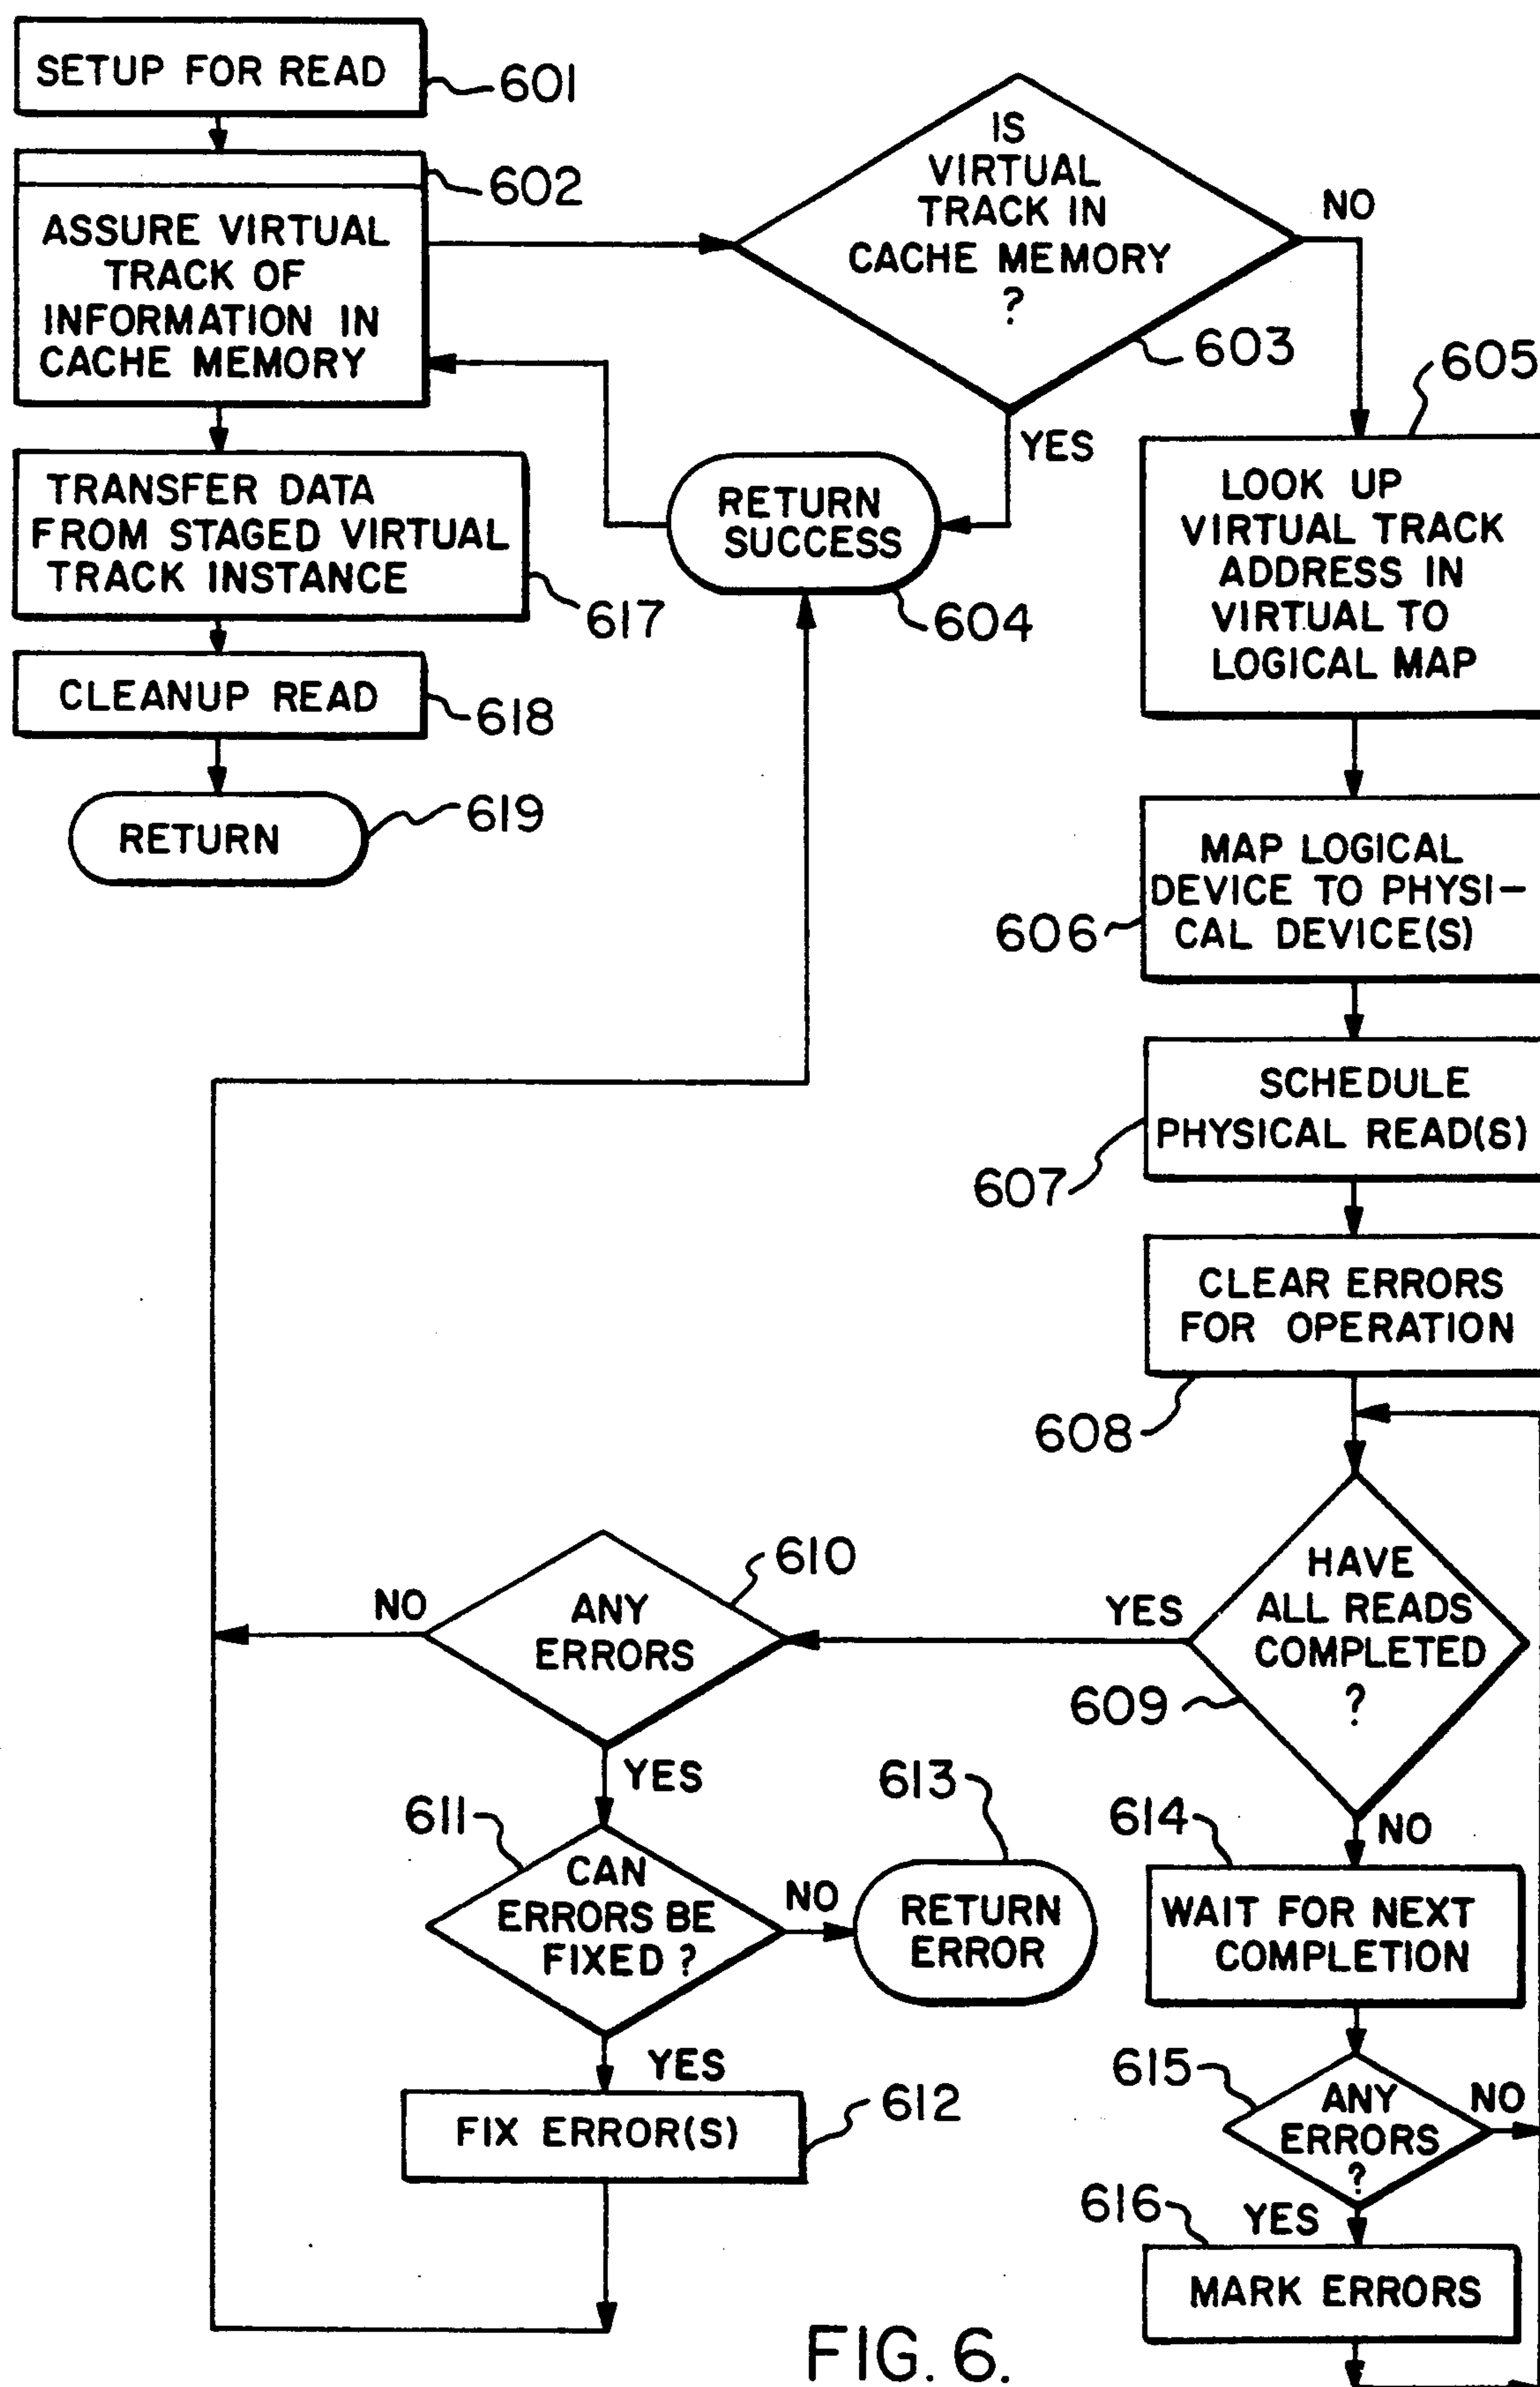 SETUP FOR READ
601
602
ASSURE VIRTUAL
TRACK OF
INFORMATION IN
CACHE MEMORY
IS
VIRTUAL
TRACK IN
CACHE MEMORY
?
603
NO
YES
RETURN
SUCCESS
604
TRANSFER DATA
FROM STAGED VIRTUAL
TRACK INSTANCE
617
CLEANUP READ
618
RETURN
619
605
LOOK UP
VIRTUAL TRACK
ADDRESS IN
VIRTUAL TO
LOGICAL MAP
MAP LOGICAL
DEVICE TO PHYSI-
CAL DEVICE(S)
606
SCHEDULE
PHYSICAL READ(S)
607
CLEAR ERRORS
FOR OPERATION
608
HAVE
ALL READS
COMPLETED
?
609
YES
NO
610
ANY
ERRORS
NO
YES
611
CAN
ERRORS BE
FIXED ?
NO
613
RETURN
ERROR
YES
FIX ERROR(S)
612
614
WAIT FOR NEXT
COMPLETION
615
ANY
ERRORS
?
NO
YES
616
MARK ERRORS
FIG. 6.